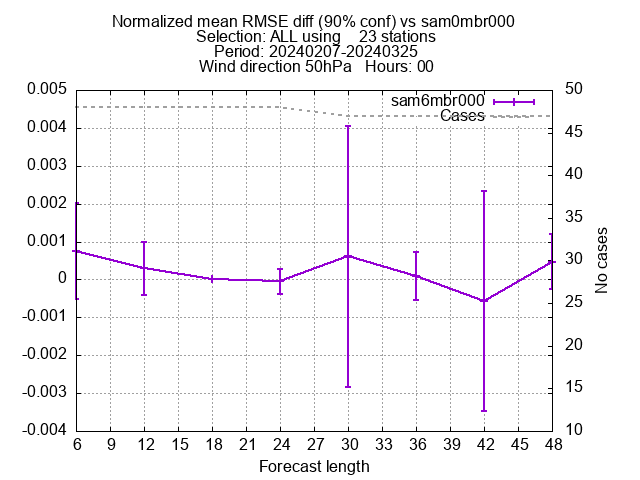 Normalized mean RMSE diff (90% conf) vs sam0mbr000
Selection: ALL using    23 stations
Period: 20240207-20240325
Wind direction 50hPa   Hours: 00
sam6mbr000
Cases
0.005
0.004
0.003
0.002
0.001
0
-0.001
-0.002
-0.003
-0.004
50
45
40
35
30
25
20
15
10
No cases
6 9 12 15 18 21 24 27 30 33 36 39 42 45 48
Forecast length